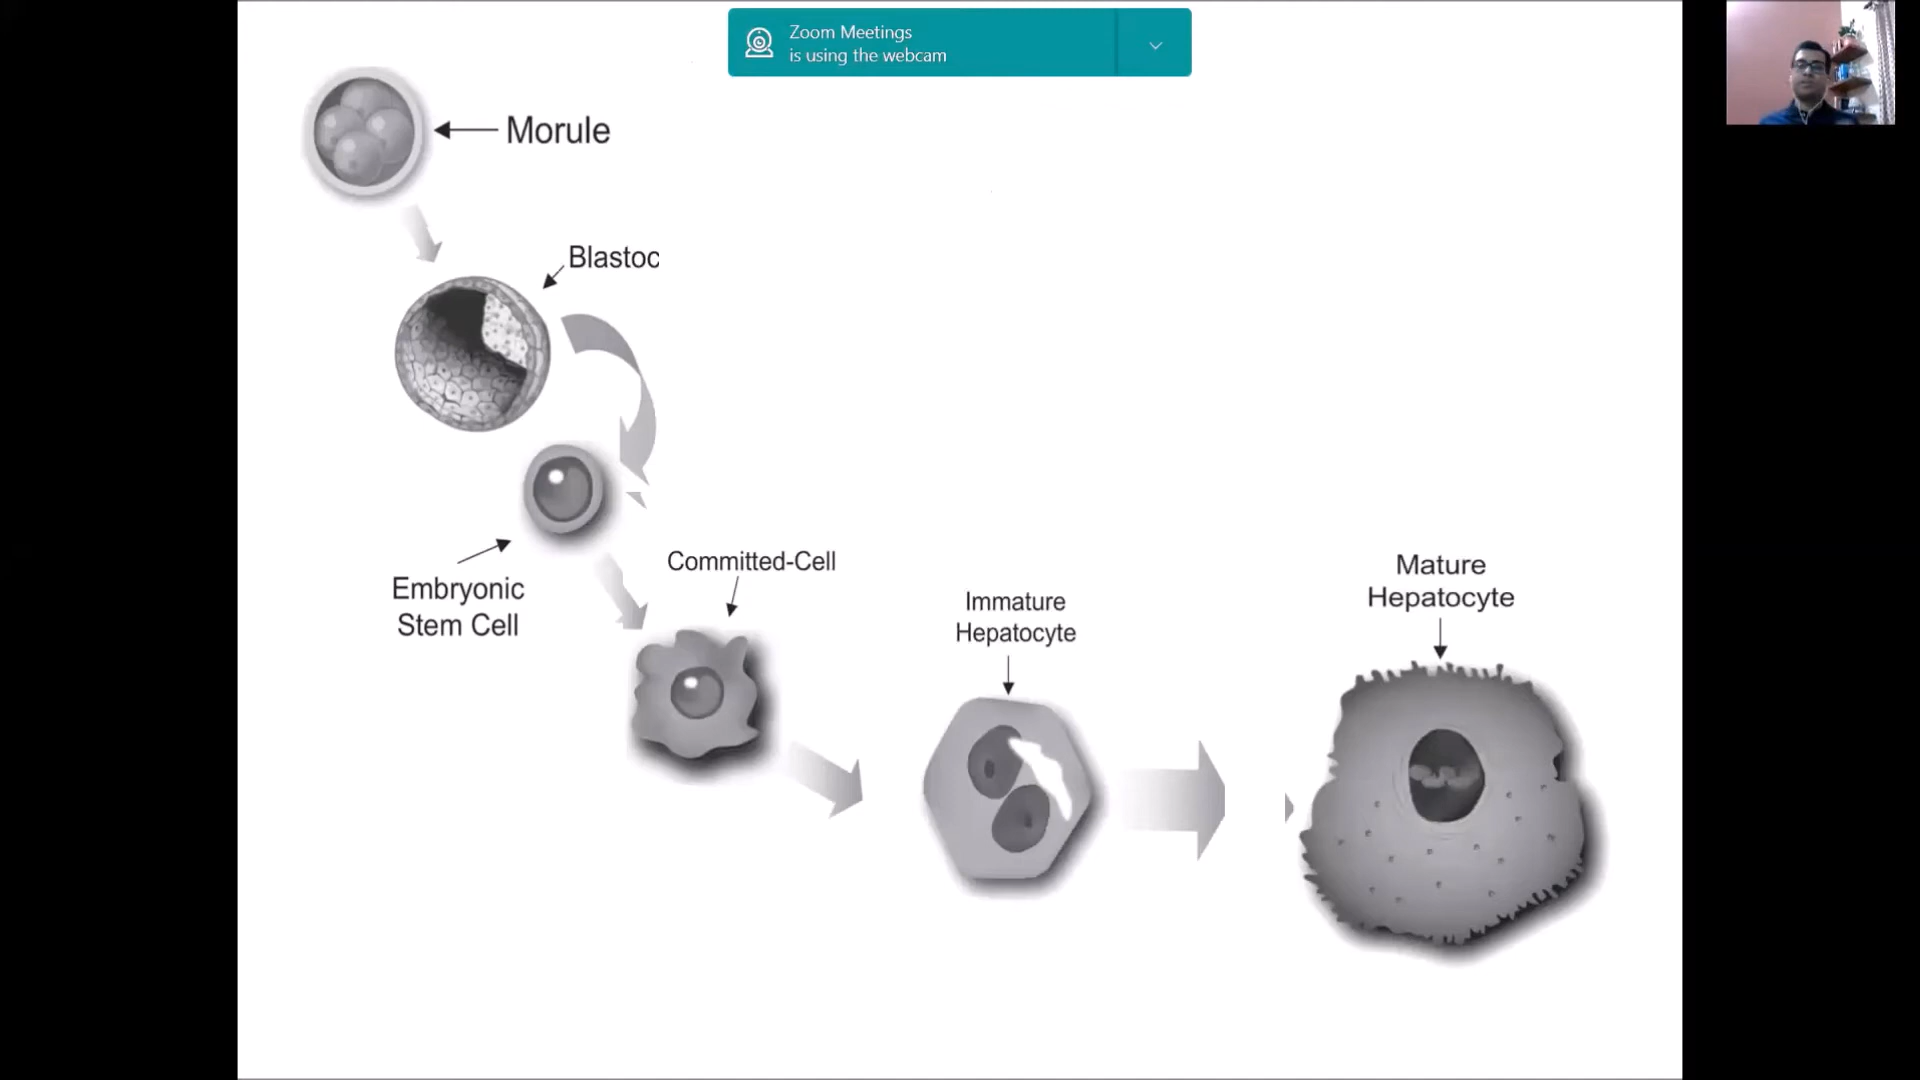 Zoom Meetings
is using the webcam
Morule
Blastoc
Embryonic
Stem Cell
Committed-Cell
Immature
Hepatocyte
Mature
Hepatocyte